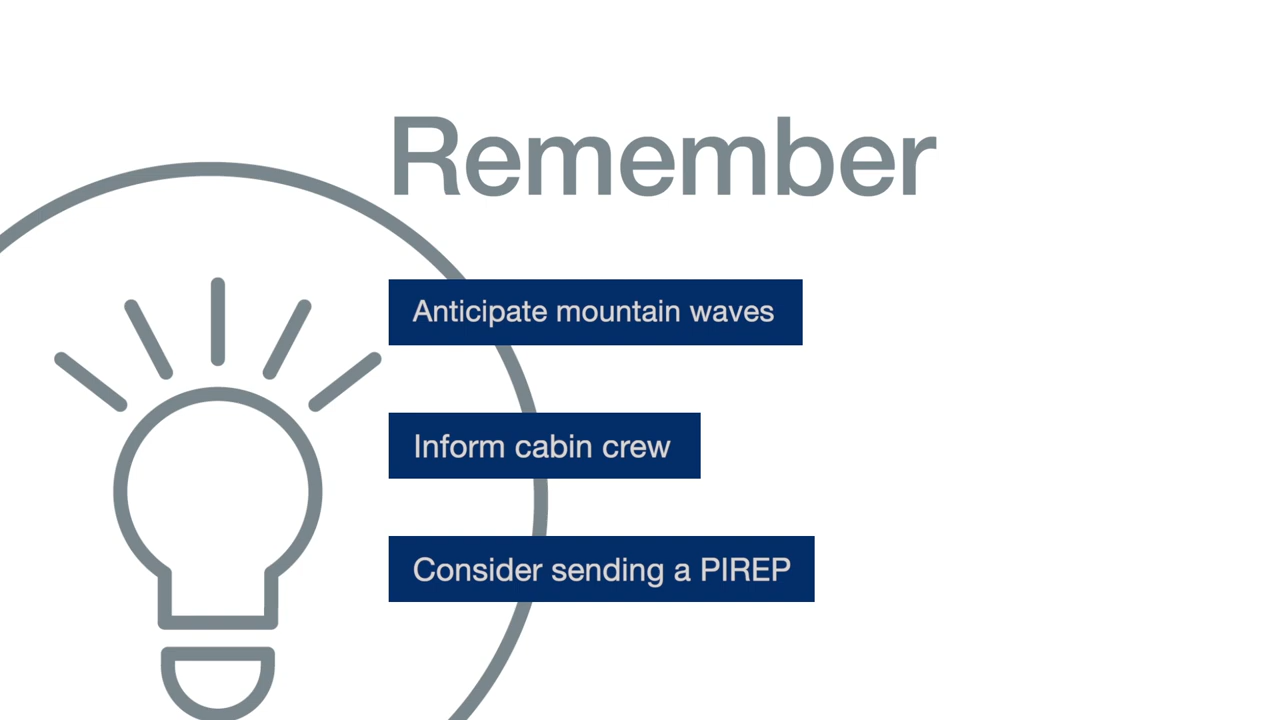 Remember
Anticipate mountain waves
Inform cabin crew
Consider sending a PIREP